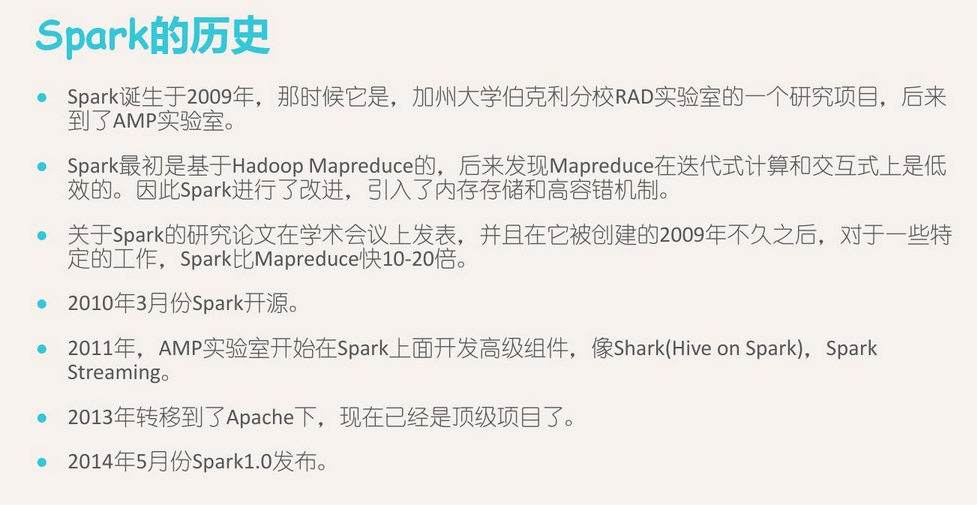 Spark的历史
● Spark诞生于2009年，那时候它是，加州大学伯克利分校RAD实验室的一个研究项目，后来
到了AMP实验室。
● Spark最初是基于Hadoop Mapreduce的，后来发现Mapreduce在迭代式计算和交互式上是低
效的。因此Spark进行了改进，引入了内存存储和高容错机制。
● 关于Spark的研究论文在学术会议上发表，并且在它被创建的2009年不久之后，对于一些特
定的工作，Spark比Mapreduce快10-20倍。
● 2010年3月份Spark开源。
● 2011年，AMP实验室开始在Spark上面开发高级组件，像Shark(Hive on Spark)，Spark
Streaming。
● 2013年转移到了Apache下，现在已经是顶级项目了。
● 2014年5月份Spark1.0发布。